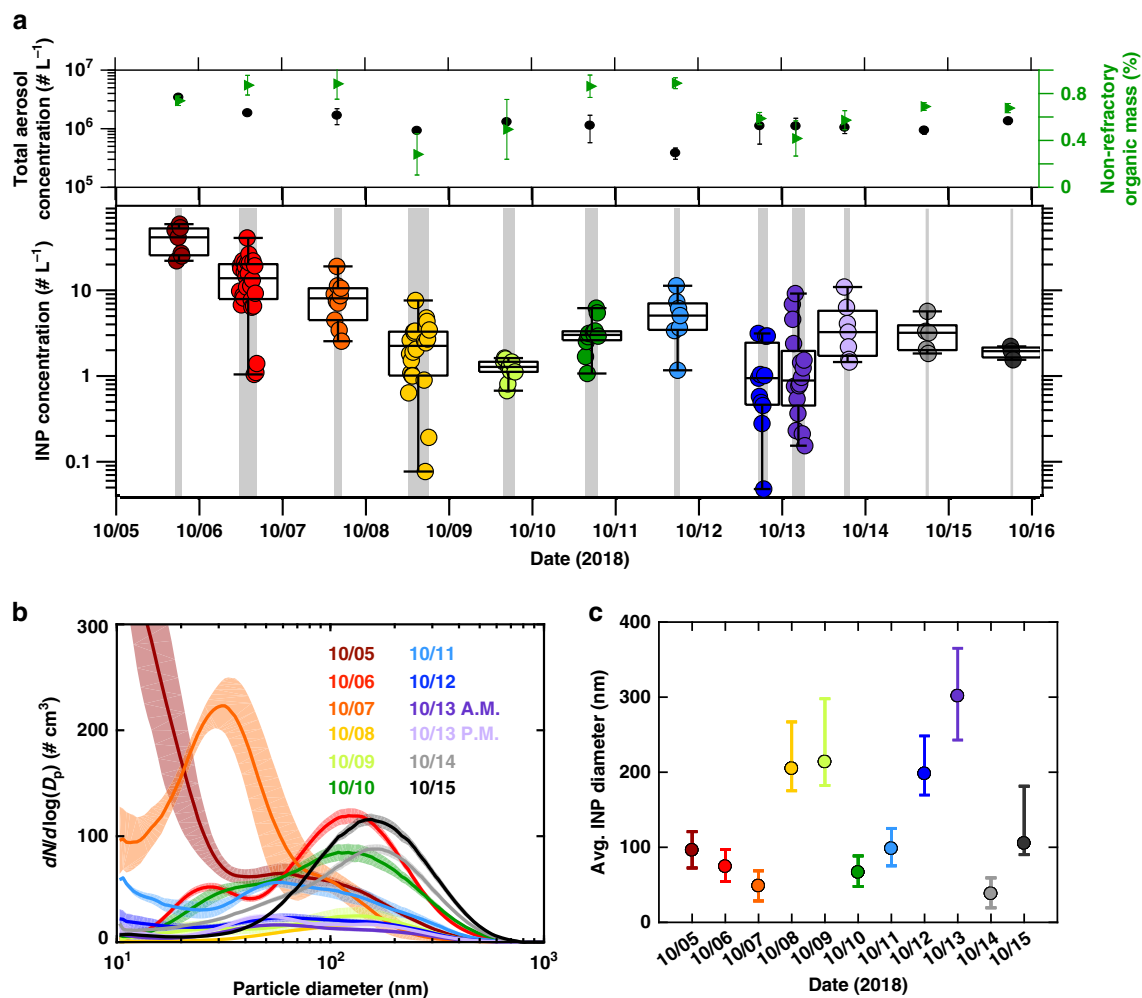 a
Total aerosol
concentration (# L⁻¹)
10⁷
10⁶
10⁵
0.8
0.4
0
Non-refractory
organic mass (%)
INP concentration (# L⁻¹)
10
1
0.1
10/05 10/06 10/07 10/08 10/09 10/10 10/11 10/12 10/13 10/14 10/15 10/16
Date (2018)
b
dN/dlog(Dₚ) (# cm³)
300
200
100
0
10/05 10/11
10/06 10/12
10/07 10/13 A.M.
10/08 10/13 P.M.
10/09 10/14
10/10 10/15
10¹ 10² 10³
Particle diameter (nm)
c
Avg. INP diameter (nm)
400
300
200
100
0
10/05 10/06 10/07 10/08 10/09 10/10 10/11 10/12 10/13 10/14 10/15
Date (2018)